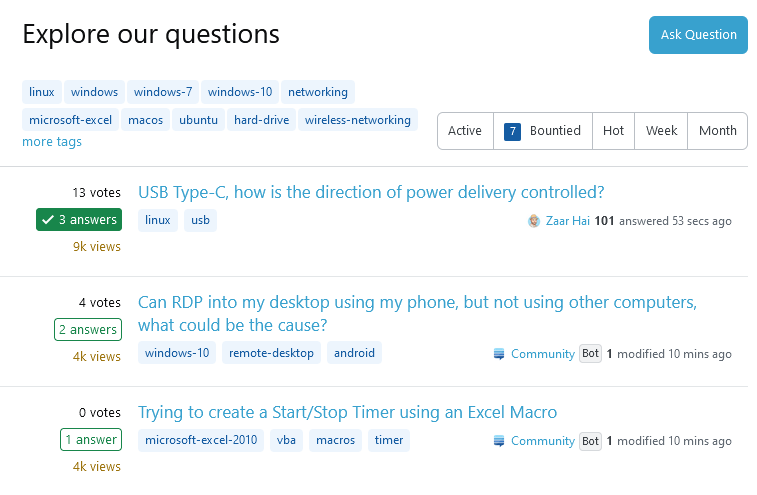 Explore our questions
Ask Question
linux windows windows-7 windows-10 networking
microsoft-excel macos ubuntu hard-drive wireless-networking
more tags
Active 7 Bountied Hot Week Month
13 votes
USB Type-C, how is the direction of power delivery controlled?
3 answers
linux usb
Zaar Hai 101 answered 53 secs ago
9k views
4 votes
Can RDP into my desktop using my phone, but not using other computers,
what could be the cause?
2 answers
4k views
windows-10 remote-desktop android
Community Bot 1 modified 10 mins ago
0 votes
Trying to create a Start/Stop Timer using an Excel Macro
1 answer
microsoft-excel-2010 vba macros timer
Community Bot 1 modified 10 mins ago
4k views